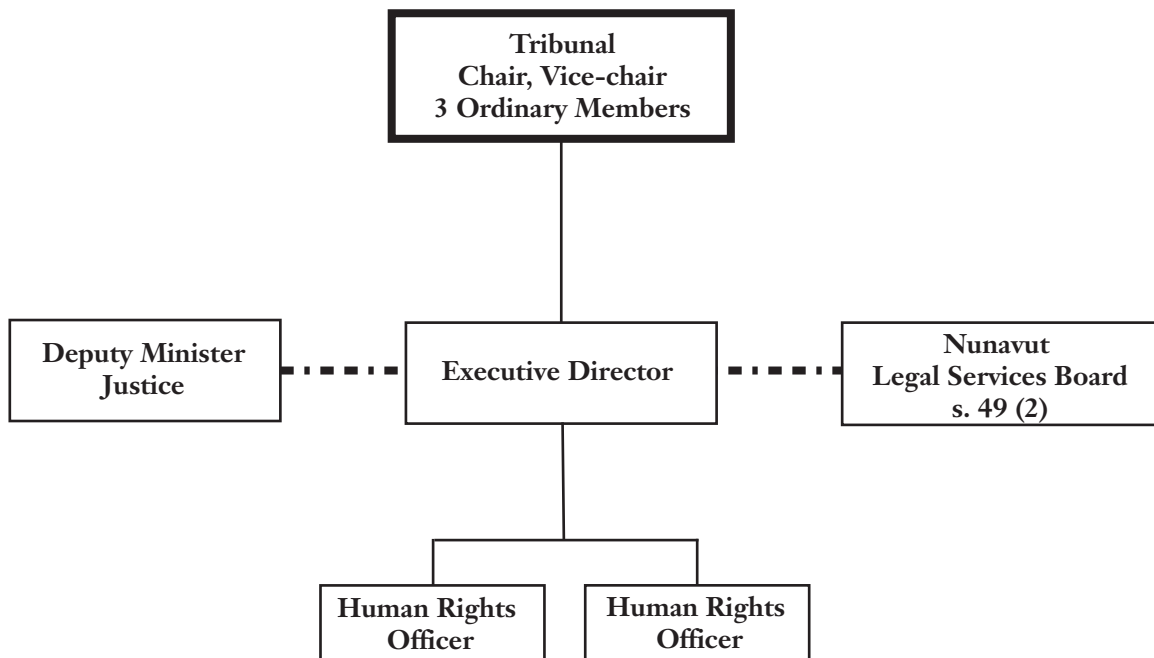 Tribunal
Chair, Vice-chair
3 Ordinary Members
Deputy Minister
Justice
Executive Director
Nunavut
Legal Services Board
s. 49 (2)
Human Rights
Officer
Human Rights
Officer